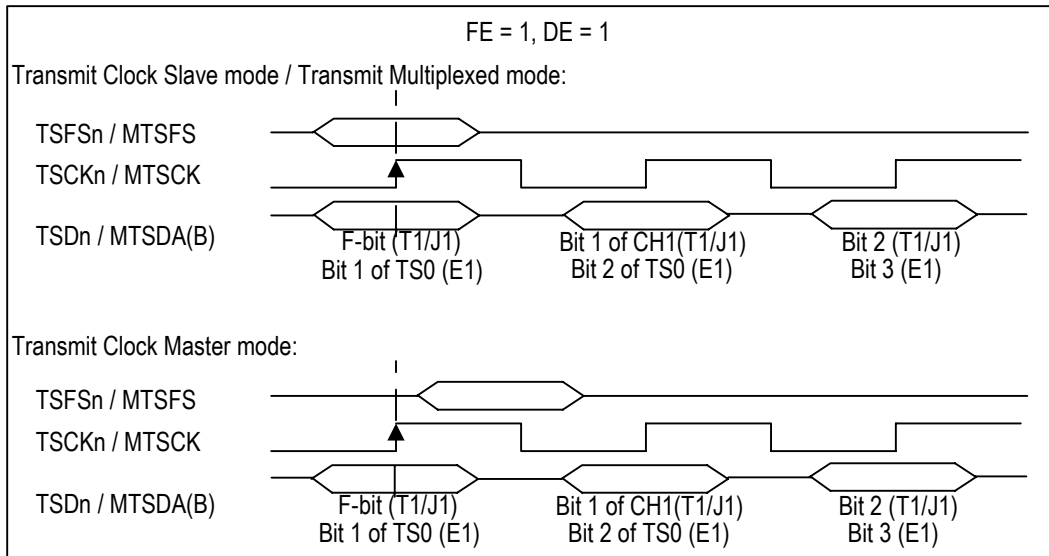 FE = 1, DE = 1
Transmit Clock Slave mode / Transmit Multiplexed mode:
TSFSn / MTSFS
TSCKn / MTSCK
TSDn / MTSDA(B)
F-bit (T1/J1) Bit 1 of CH1(T1/J1) Bit 2 (T1/J1)
Bit 1 of TS0 (E1) Bit 2 of TS0 (E1) Bit 3 (E1)
Transmit Clock Master mode:
TSFSn / MTSFS
TSCKn / MTSCK
TSDn / MTSDA(B)
F-bit (T1/J1) Bit 1 of CH1(T1/J1) Bit 2 (T1/J1)
Bit 1 of TS0 (E1) Bit 2 of TS0 (E1) Bit 3 (E1)